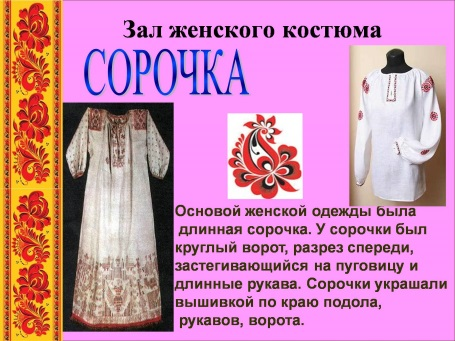 Зал женского костюма
СОРОЧКА
Основой женской одежды была
длинная сорочка. У сорочки был
круглый ворот, разрез спереди,
застегивающийся на пуговицу и
длинные рукава. Сорочки украшали
вышивкой по краю подола,
рукавов, ворота.